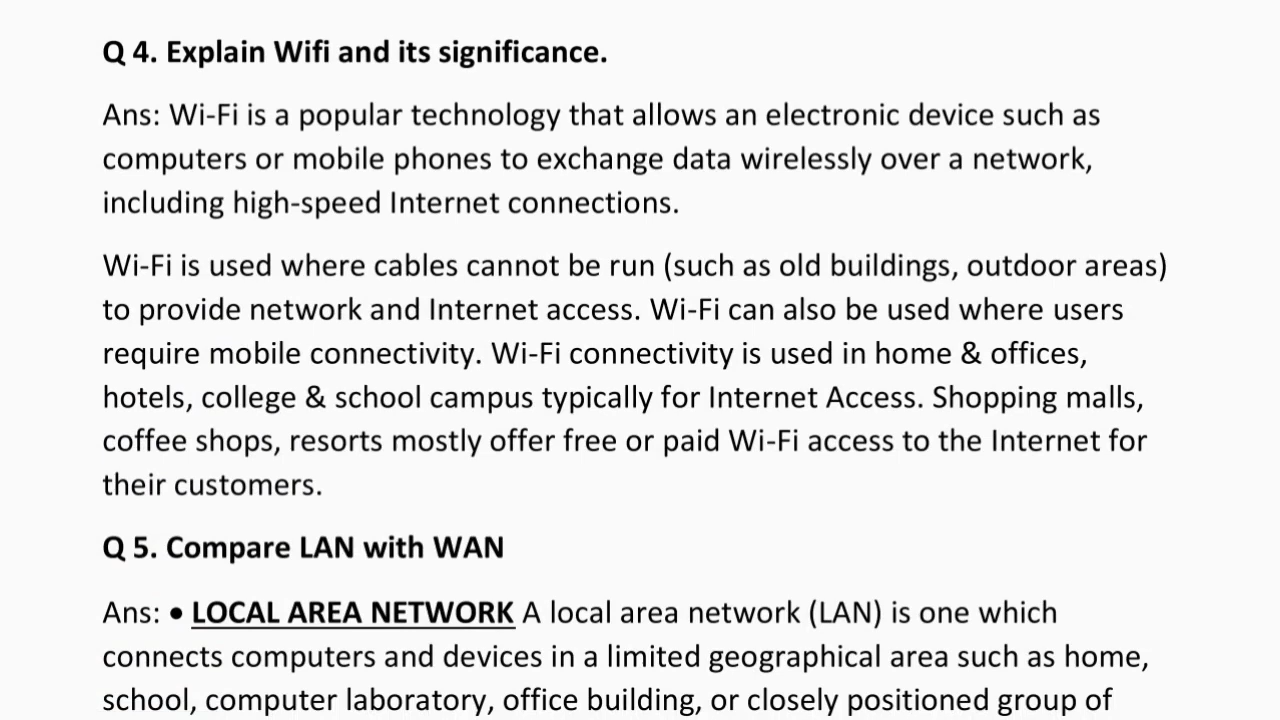 Q 4. Explain Wifi and its significance.
Ans: Wi-Fi is a popular technology that allows an electronic device such as
computers or mobile phones to exchange data wirelessly over a network,
including high-speed Internet connections.
Wi-Fi is used where cables cannot be run (such as old buildings, outdoor areas)
to provide network and Internet access. Wi-Fi can also be used where users
require mobile connectivity. Wi-Fi connectivity is used in home & offices,
hotels, college & school campus typically for Internet Access. Shopping malls,
coffee shops, resorts mostly offer free or paid Wi-Fi access to the Internet for
their customers.
Q 5. Compare LAN with WAN
Ans: • LOCAL AREA NETWORK A local area network (LAN) is one which
connects computers and devices in a limited geographical area such as home,
school, computer laboratory, office building, or closely positioned group of